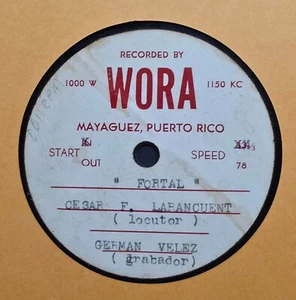 RECORDED BY
1000 W 1150 KC
WORA
MAYAGUEZ, PUERTO RICO
START IN SPEED
OUT 78
" FORTAL "
CESAR F. LABANCUENT
( locutor )
GERMAN VELEZ
( grabador)